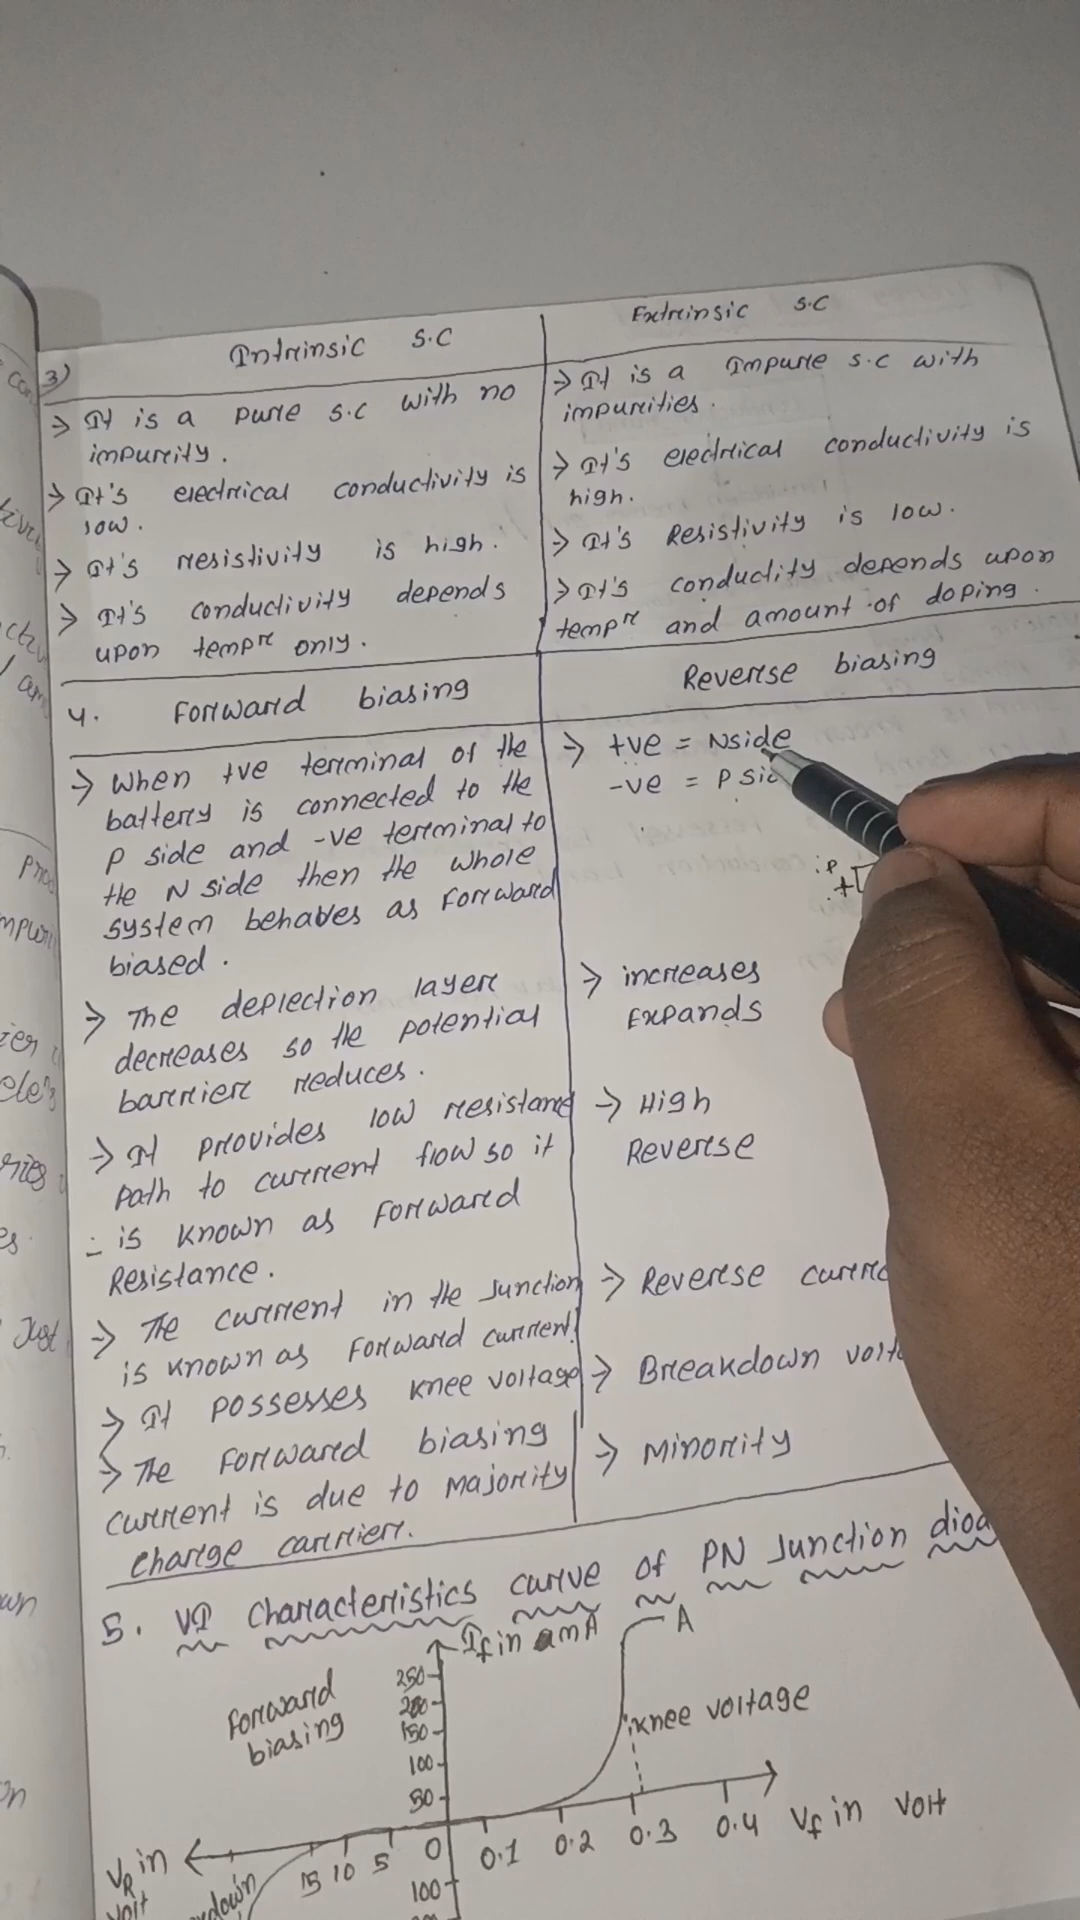 3)
Intrinsic S.C
Extrinsic S.C
→ It is a pure s.c with no
impurity.
→ It's electrical conductivity is
low.
→ It's resistivity is high.
→ It's conductivity depends
upon tempr only.
→ It is a Impure s.c with
impurities.
→ It's electrical conductivity is
high.
→ It's Resistivity is low.
→ It's conductity depends upon
tempr and amount of doping.
4. Forward biasing
Reverse biasing
→ When +ve terminal of the
battery is connected to the
P side and -ve terminal to
the N side then the whole
system behaves as Forward
biased.
→ The deplection layer
decreases so the potential
barrier reduces.
→ It provides low resistance
path to current flow so it
is known as Forward
Resistance.
→ The current in the Junction
is known as Forward current.
→ It possesses knee voltage
→ The Forward biasing
current is due to Majority
charge carrier.
→ +ve = N side
-ve = P
→ increases
Expands
→ High
Reverse
→ Reverse
→ Breakdown
→ Minority
5. VI characteristics curve of PN Junction
Forward
biasing
If in mA
250
200
150
100
50
A
knee voltage
VR in
volt
15 10 5 0 0.1 0.2 0.3 0.4 Vf in volt
100